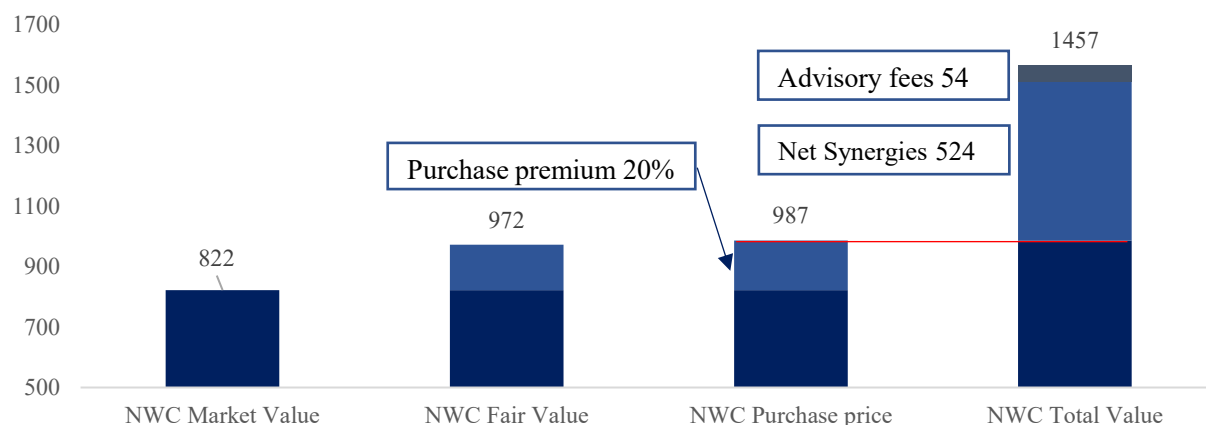 1700
1500
1300
1100
900
700
500
822
972
987
1457
Purchase premium 20%
Advisory fees 54
Net Synergies 524
NWC Market Value
NWC Fair Value
NWC Purchase price
NWC Total Value